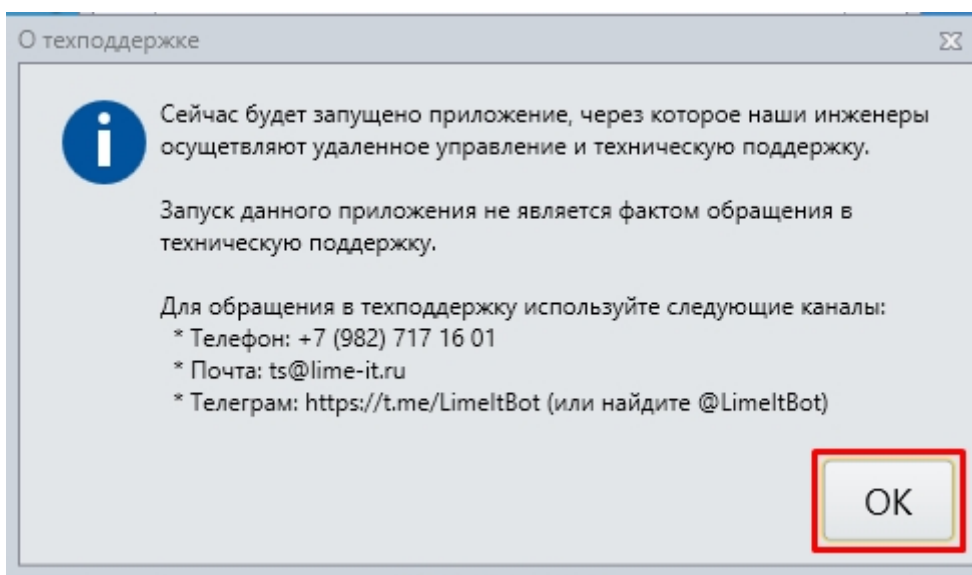 О техподдержке
Сейчас будет запущено приложение, через которое наши инженеры
осущетвляют удаленное управление и техническую поддержку.
Запуск данного приложения не является фактом обращения в
техническую поддержку.
Для обращения в техподдержку используйте следующие каналы:
* Телефон: +7 (982) 717 16 01
* Почта: ts@lime-it.ru
* Телеграм: https://t.me/LimeItBot (или найдите @LimeItBot)
OK